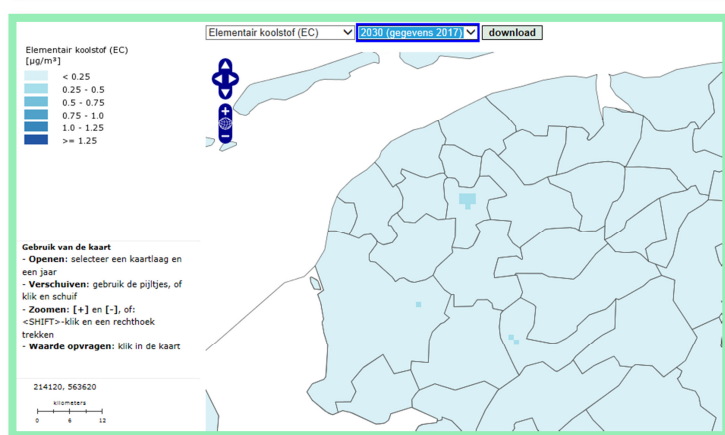 Elementair koolstof (EC)
2030 (gegevens 2017)
download
Elementair koolstof (EC)
[µg/m³]
< 0.25
0.25 - 0.5
0.5 - 0.75
0.75 - 1.0
1.0 - 1.25
>= 1.25
+
−
Gebruik van de kaart
- Openen: selecteer een kaartlaag en
een jaar
- Verschuiven: gebruik de pijltjes, of
klik en schuif
- Zoomen: [+] en [-], of:
<SHIFT>-klik en een rechthoek
trekken
- Waarde opvragen: klik in de kaart
214120, 563620
kilometers
0 6 12